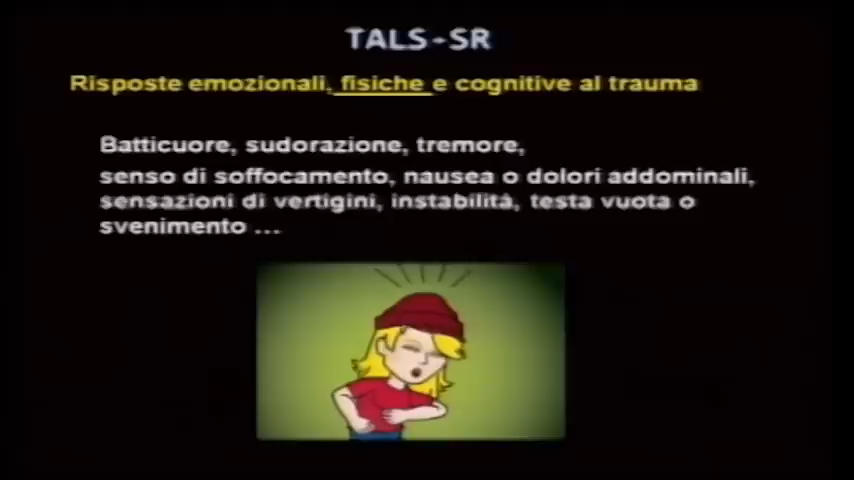 TALS-SR
Risposte emozionali, fisiche e cognitive al trauma
Batticuore, sudorazione, tremore,
senso di soffocamento, nausea o dolori addominali,
sensazioni di vertigini, instabilità, testa vuota o
svenimento ...